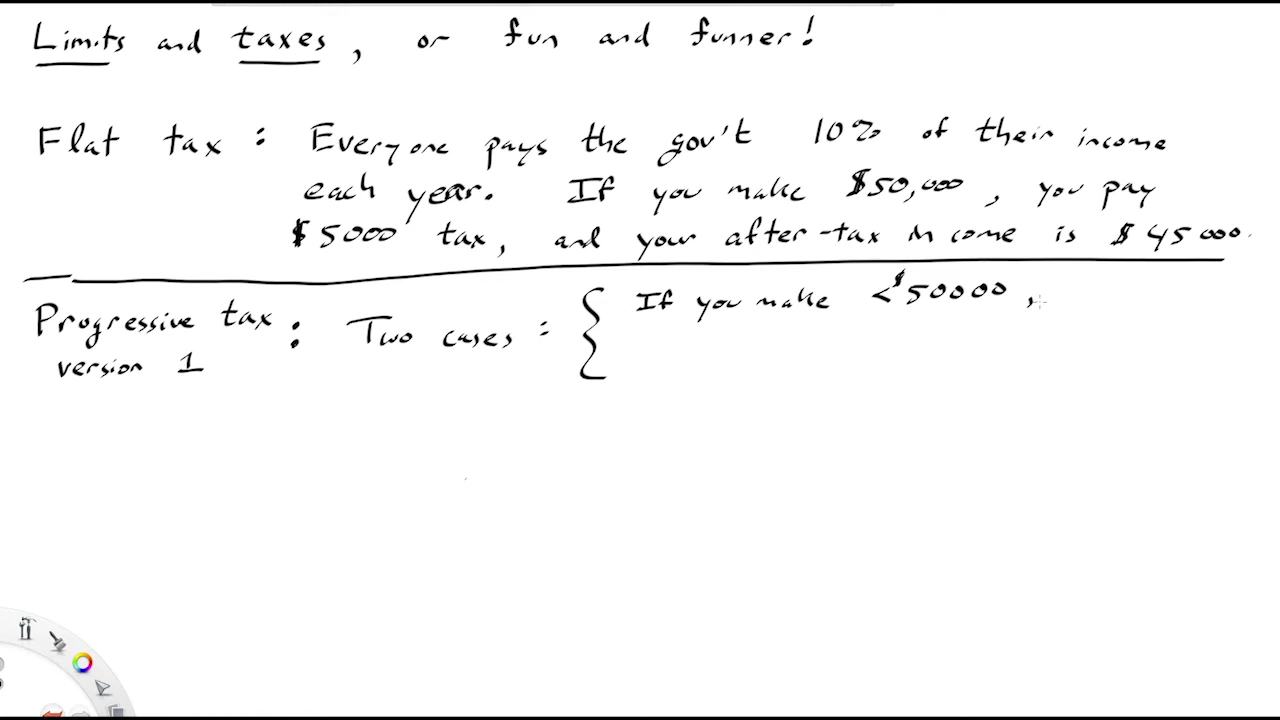 Limits and taxes, or fun and funner!
Flat tax: Everyone pays the gov't 10% of their income
each year. If you make $50,000, you pay
$5000 tax, and your after-tax income is $45000.
Progressive tax: Two cases: { If you make <$50000,
version 1